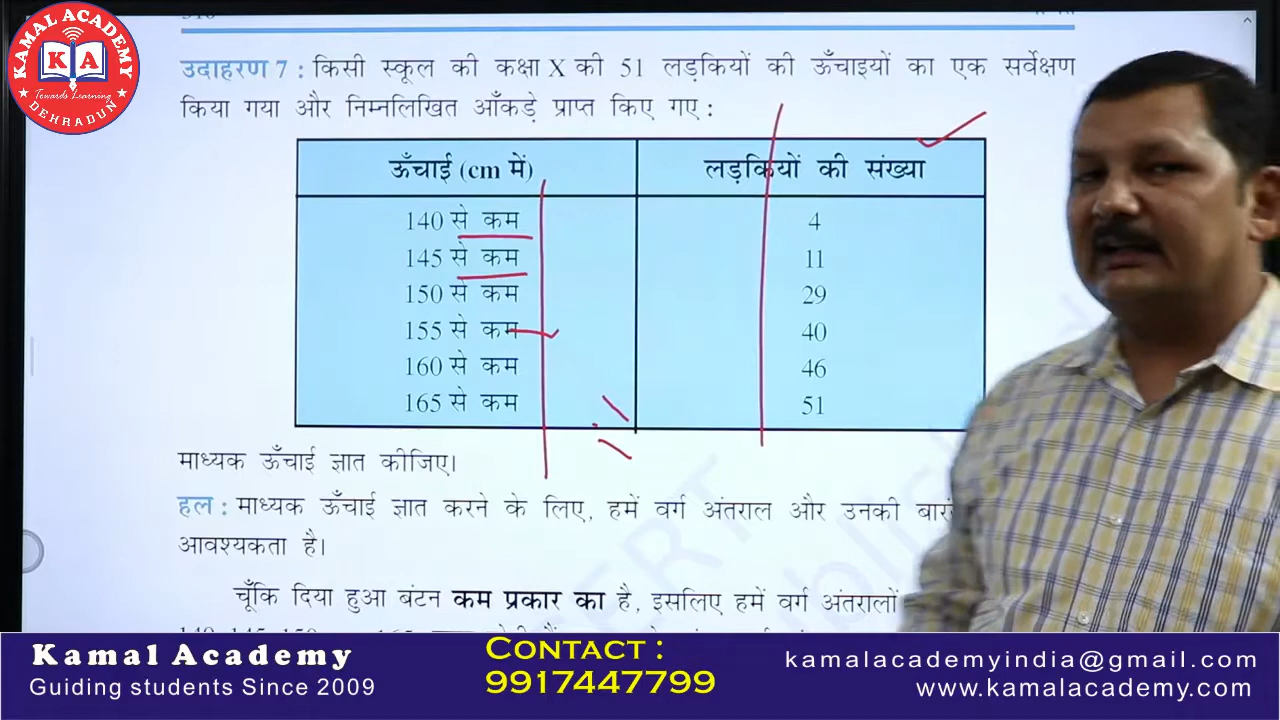 KAMAL ACADEMY
K A
Towards Learning
DEHRADUN
उदाहरण 7 : किसी स्कूल की कक्षा X की 51 लड़कियों की ऊँचाइयों का एक सर्वेक्षण
किया गया और निम्नलिखित आँकड़े प्राप्त किए गए :
ऊँचाई (cm में) लड़कियों की संख्या
140 से कम 4
145 से कम 11
150 से कम 29
155 से कम 40
160 से कम 46
165 से कम 51
माध्यक ऊँचाई ज्ञात कीजिए।
हल : माध्यक ऊँचाई ज्ञात करने के लिए, हमें वर्ग अंतराल और उनकी
आवश्यकता है।
चूँकि दिया हुआ बंटन कम प्रकार का है, इसलिए हमें वर्ग अंतरालों
Kamal Academy
Guiding students Since 2009
Contact :
9917447799
kamalacademyindia@gmail.com
www.kamalacademy.com